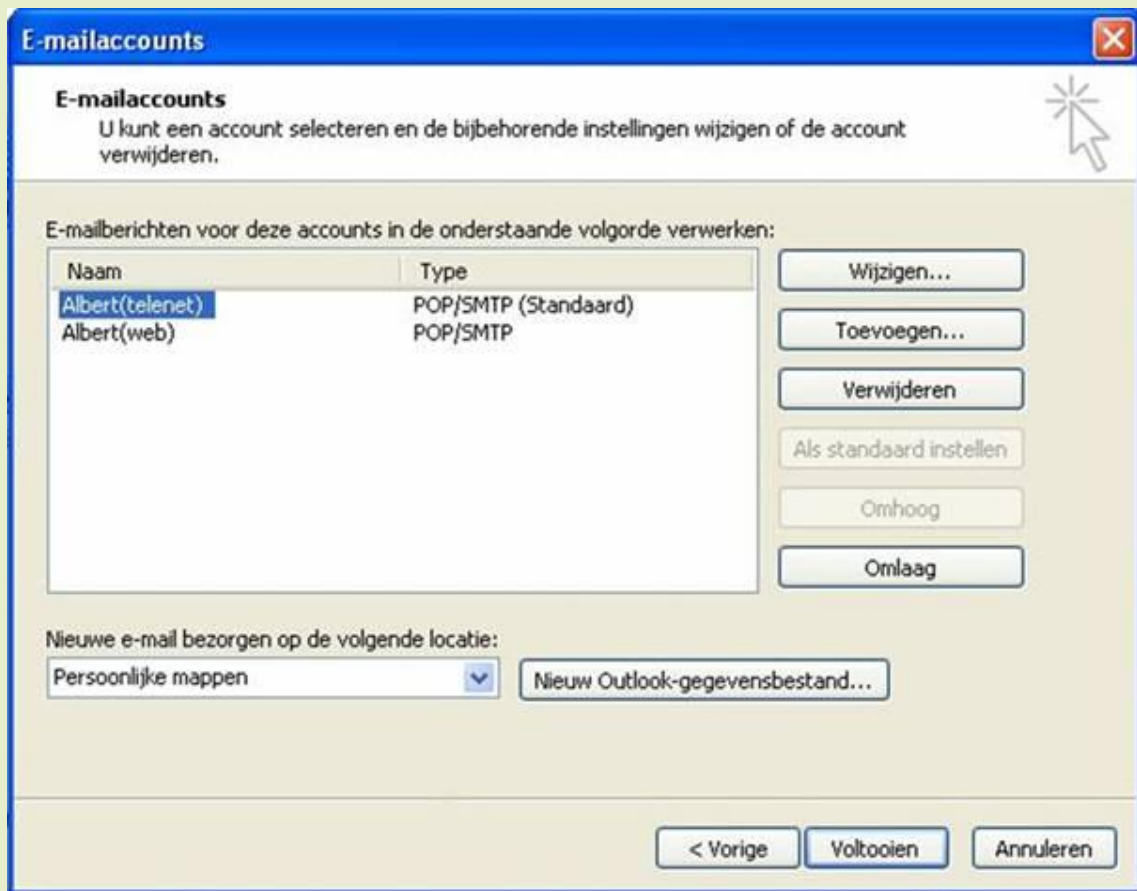 E-mailaccounts
E-mailaccounts
U kunt een account selecteren en de bijbehorende instellingen wijzigen of de account
verwijderen.
E-mailberichten voor deze accounts in de onderstaande volgorde verwerken:
Naam Type
Albert(telenet) POP/SMTP (Standaard)
Albert(web) POP/SMTP
Wijzigen...
Toevoegen...
Verwijderen
Als standaard instellen
Omhoog
Omlaag
Nieuwe e-mail bezorgen op de volgende locatie:
Persoonlijke mappen
Nieuw Outlook-gegevensbestand...
< Vorige
Voltooien
Annuleren